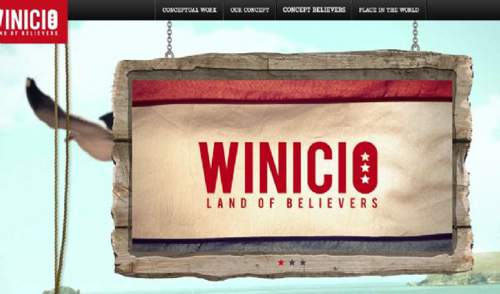 WINICIO
LAND OF BELIEVERS
CONCEPTUAL WORK
OUR CONCEPT
CONCEPT BELIEVERS
PLACE IN THE WORLD
WINICIO
LAND OF BELIEVERS